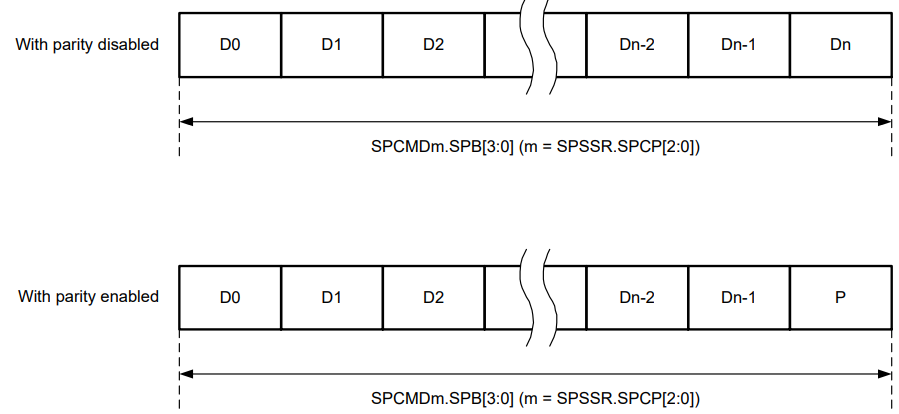 With parity disabled D0 D1 D2 Dn-2 Dn-1 Dn
SPCMDm.SPB[3:0] (m = SPSSR.SPCP[2:0])
With parity enabled D0 D1 D2 Dn-2 Dn-1 P
SPCMDm.SPB[3:0] (m = SPSSR.SPCP[2:0])